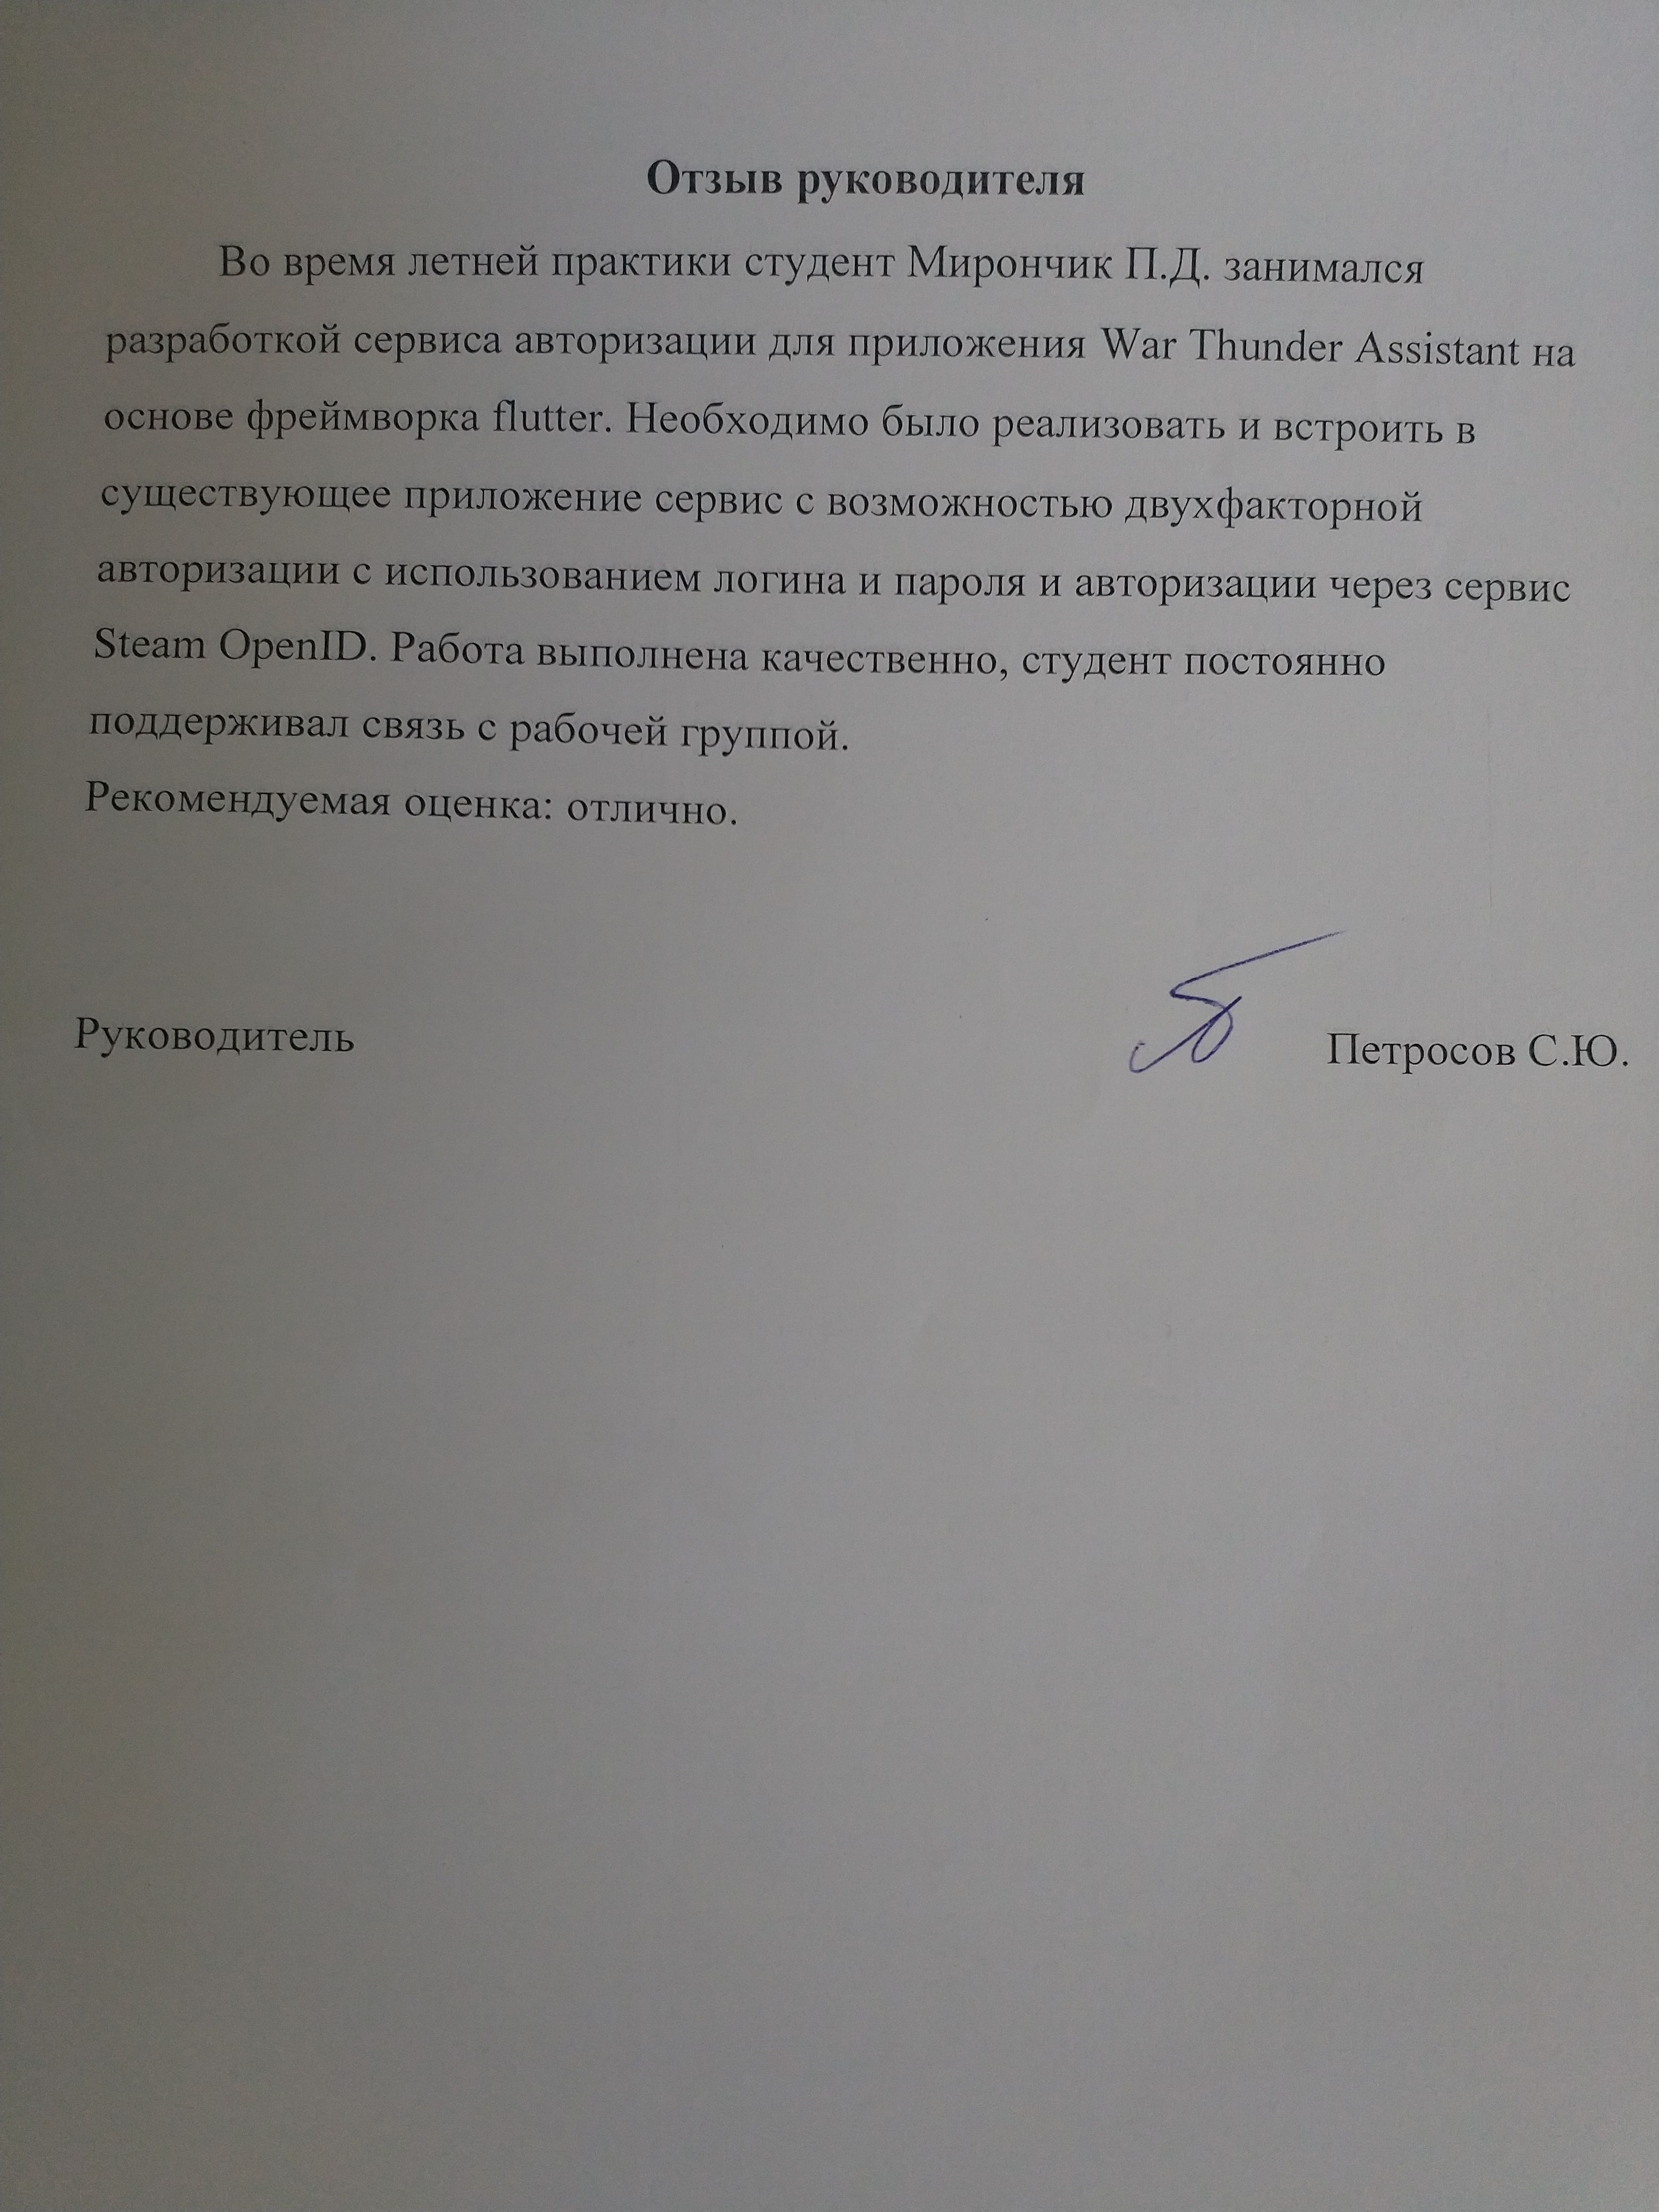 Отзыв руководителя
Во время летней практики студент Мирончик П.Д. занимался
разработкой сервиса авторизации для приложения War Thunder Assistant на
основе фреймворка flutter. Необходимо было реализовать и встроить в
существующее приложение сервис с возможностью двухфакторной
авторизации с использованием логина и пароля и авторизации через сервис
Steam OpenID. Работа выполнена качественно, студент постоянно
поддерживал связь с рабочей группой.
Рекомендуемая оценка: отлично.
Руководитель Петросов С.Ю.